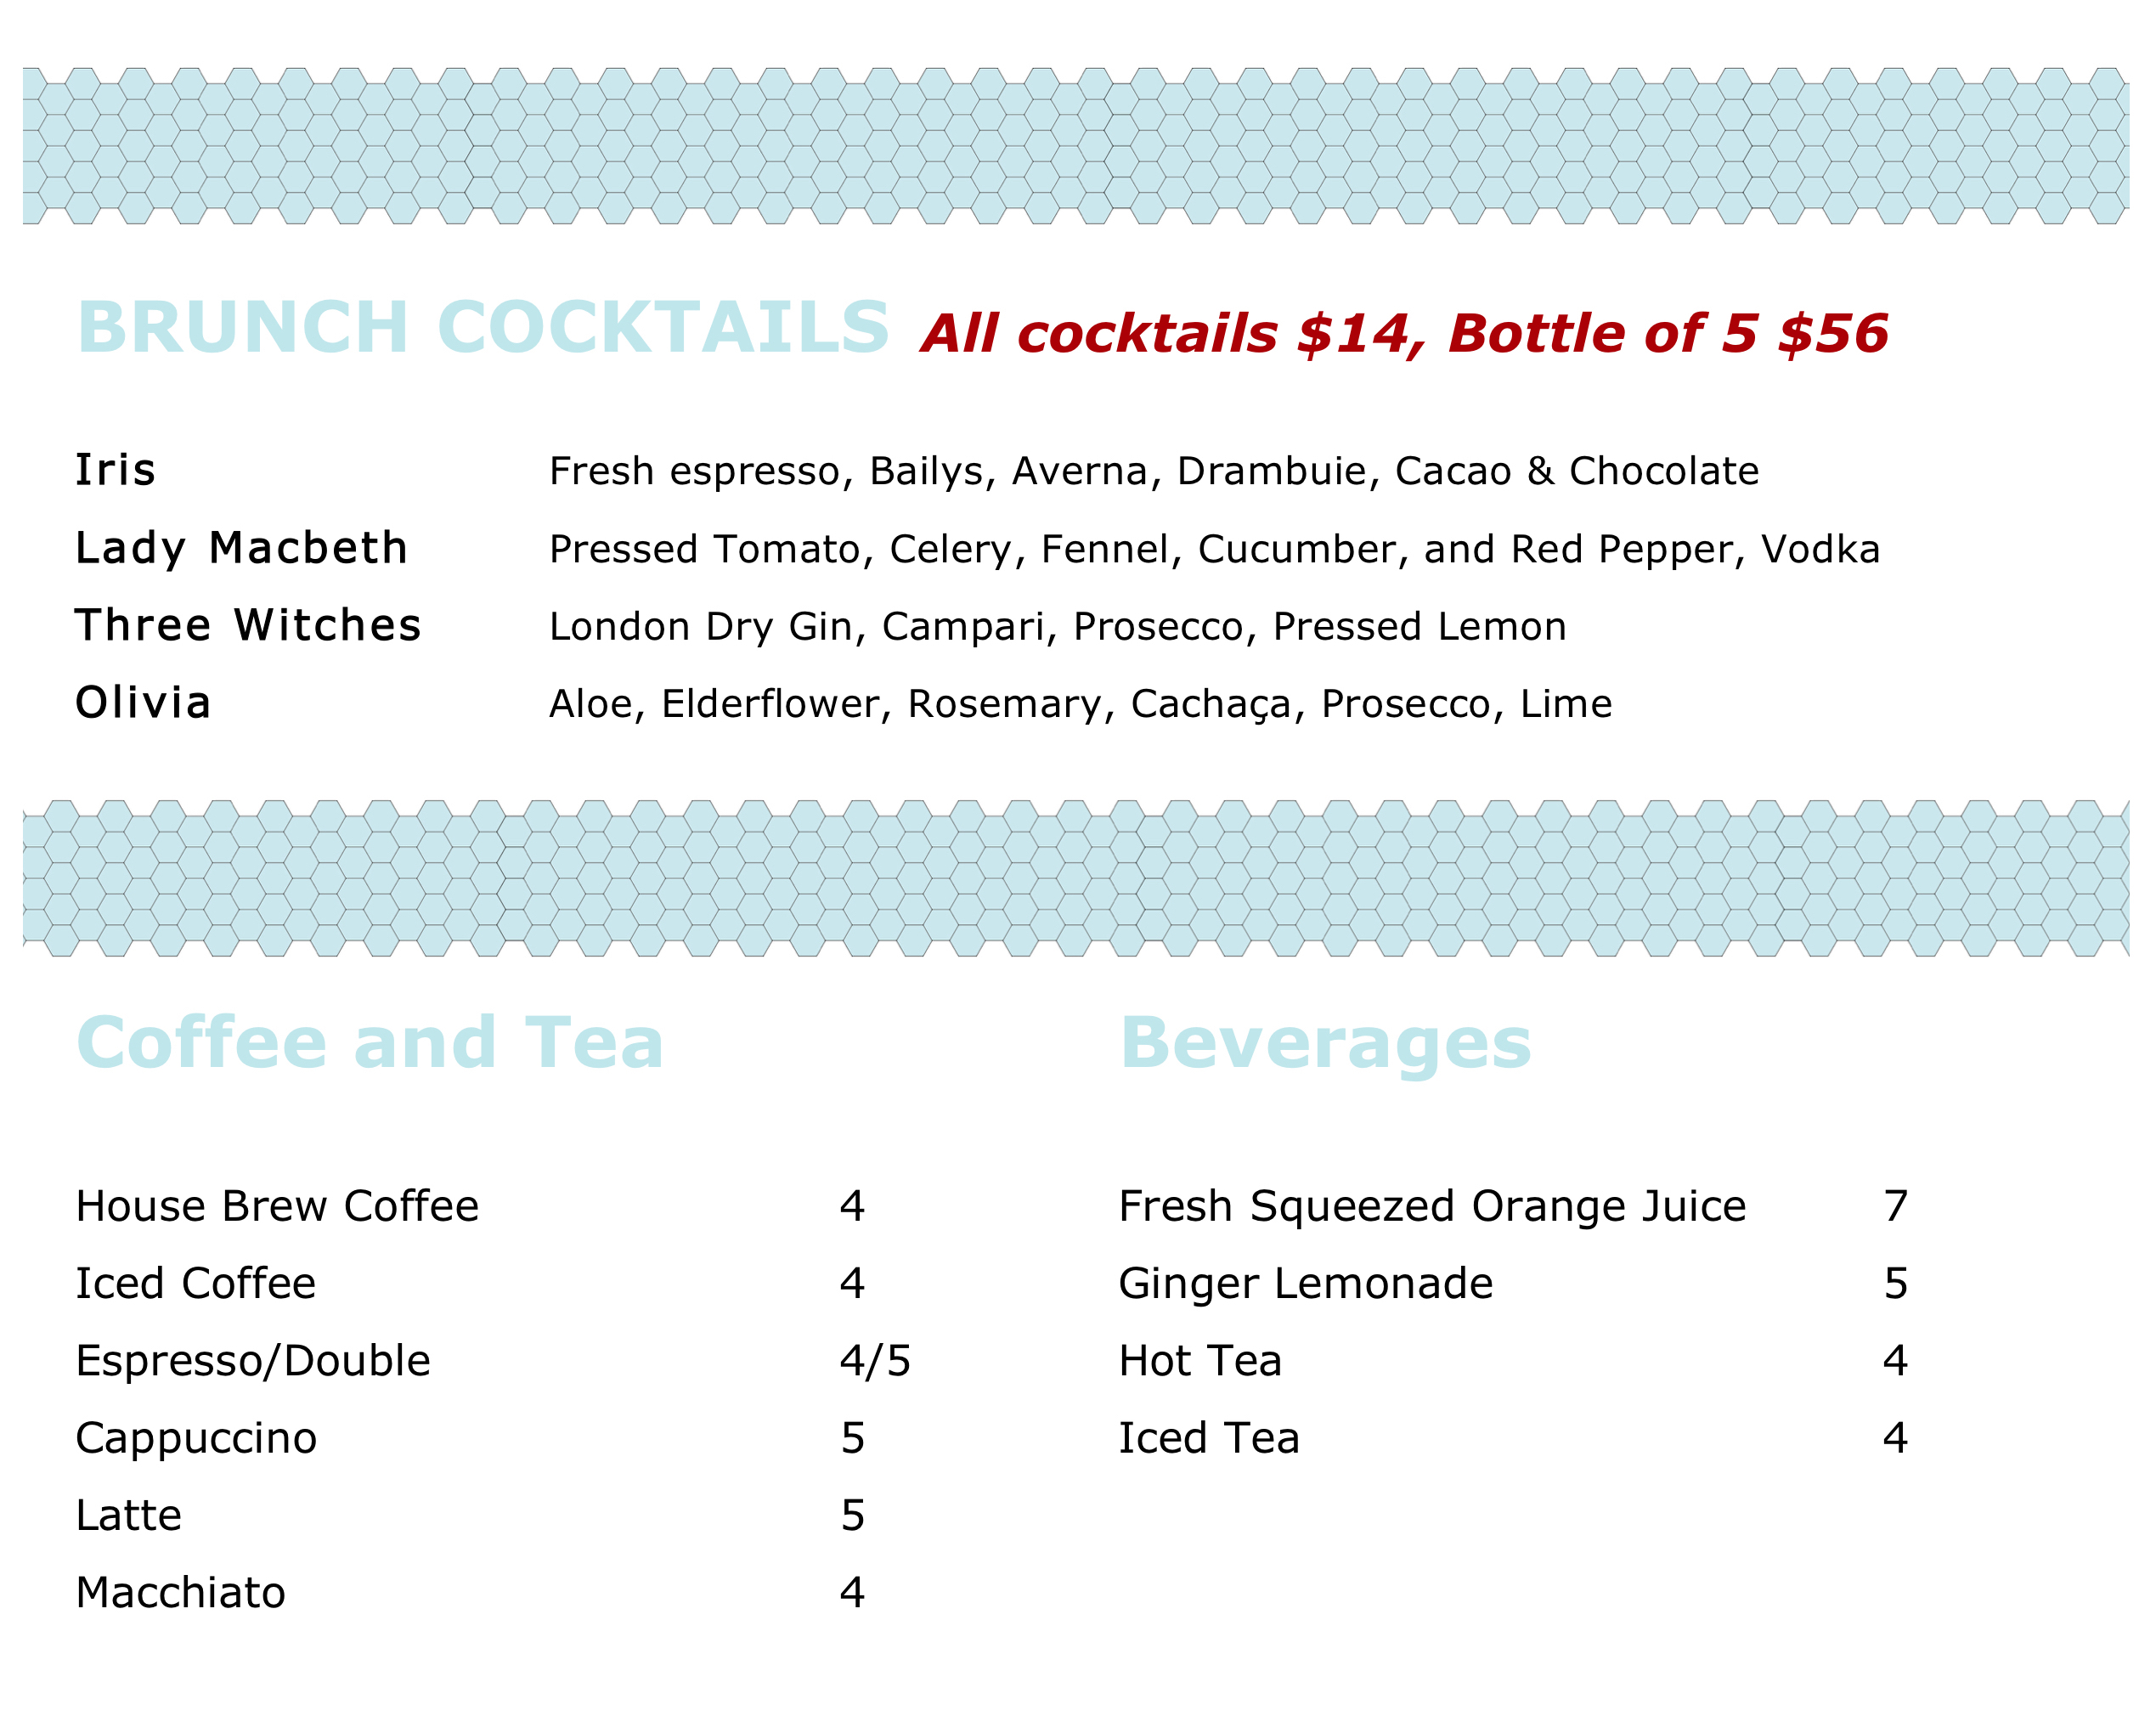 BRUNCH COCKTAILS All cocktails $14, Bottle of 5 $56
Iris Fresh espresso, Bailys, Averna, Drambuie, Cacao & Chocolate
Lady Macbeth Pressed Tomato, Celery, Fennel, Cucumber, and Red Pepper, Vodka
Three Witches London Dry Gin, Campari, Prosecco, Pressed Lemon
Olivia Aloe, Elderflower, Rosemary, Cachaça, Prosecco, Lime
Coffee and Tea
House Brew Coffee 4
Iced Coffee 4
Espresso/Double 4/5
Cappuccino 5
Latte 5
Macchiato 4
Beverages
Fresh Squeezed Orange Juice 7
Ginger Lemonade 5
Hot Tea 4
Iced Tea 4